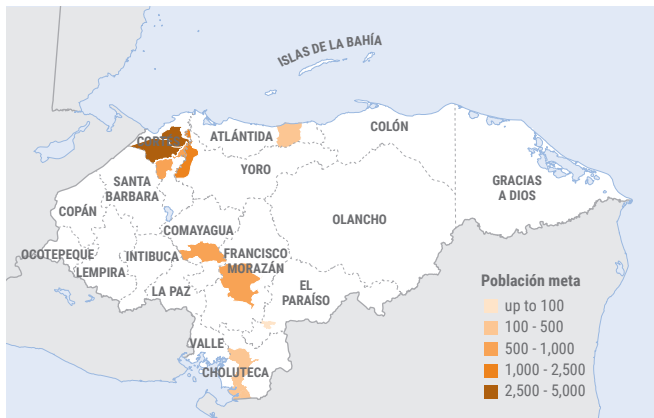 ISLAS DE LA BAHÍA
CORTÉS
ATLÁNTIDA
COLÓN
YORO
SANTA
BARBARA
GRACIAS
A DIOS
COPÁN
OLANCHO
COMAYAGUA
OCOTEPEQUE
INTIBUCA
FRANCISCO
MORAZÁN
LEMPIRA
LA PAZ
EL
PARAÍSO
VALLE
CHOLUTECA
Población meta
up to 100
100 - 500
500 - 1,000
1,000 - 2,500
2,500 - 5,000